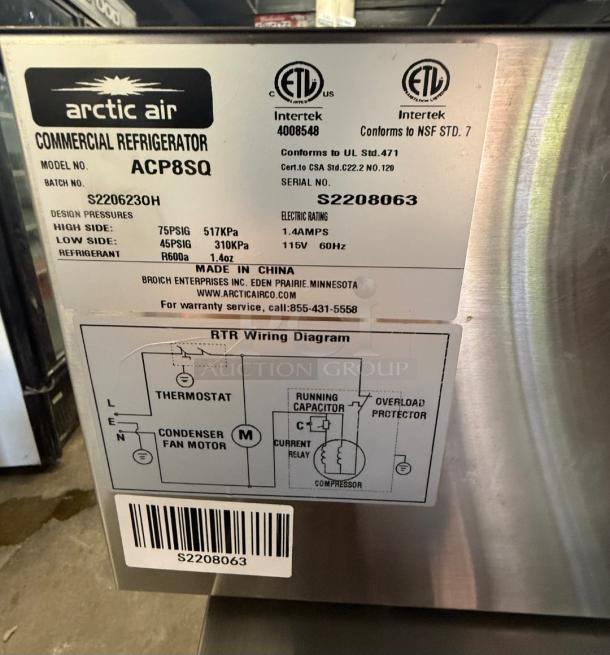 arctic air
COMMERCIAL REFRIGERATOR
MODEL NO. ACP8SQ
BATCH NO.
S2206230H
DESIGN PRESSURES
HIGH SIDE: 75PSIG 517KPa
LOW SIDE: 45PSIG 310KPa
REFRIGERANT R600a 1.4oz
C ETL US
LISTED
Intertek
4008548
ETL
Intertek
Conforms to NSF STD. 7
Conforms to UL Std.471
Cert.to CSA Std.C22.2 NO.120
SERIAL NO.
S2208063
ELECTRIC RATING
1.4AMPS
115V 60Hz
MADE IN CHINA
BROICH ENTERPRISES INC. EDEN PRAIRIE.MINNESOTA
WWW.ARCTICAIRCO.COM
For warranty service, call:855-431-5558
RTR Wiring Diagram
L
E
N
THERMOSTAT
CONDENSER
FAN MOTOR
M
RUNNING
CAPACITOR
C
CURRENT
RELAY
OVERLOAD
PROTECTOR
COMPRESSOR
AUCTION GROUP
S2208063